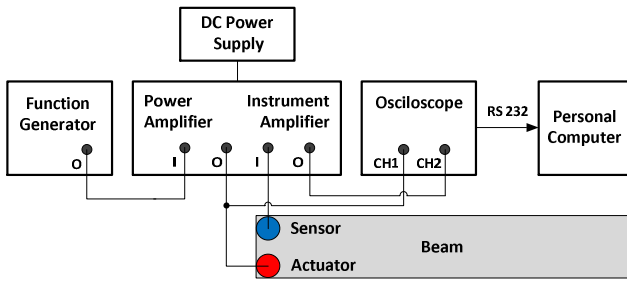 DC Power
Supply
Function
Generator
O
Power
Amplifier
Instrument
Amplifier
I
O
I
O
Osciloscope
CH1
CH2
RS 232
Personal
Computer
Sensor
Actuator
Beam